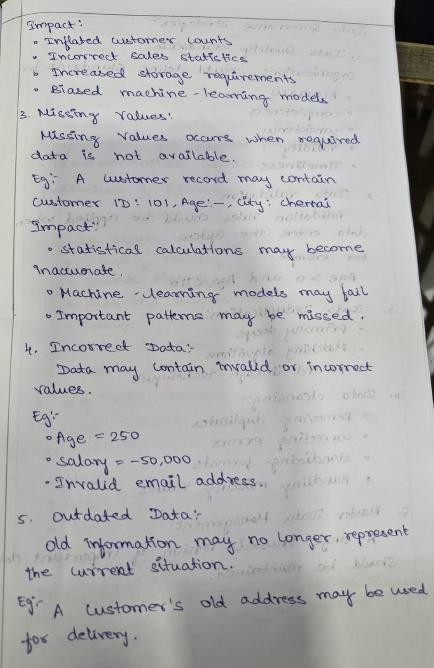 Impact:
• Inflated customer counts
• Incorrect sales statistics
• Increased storage requirements
• Biased machine-learning models
3. Missing Values:
Missing Values occurs when required
data is not available.
Eg:- A customer record may contain
Customer ID: 101, Age:-, City: Chennai
Impact:
• Statistical calculations may become
inaccurate.
• Machine-learning models may fail
• Important patterns may be missed.
4. Incorrect Data:-
Data may contain invalid or incorrect
values.
Eg:-
• Age = 250
• Salary = -50,000
• Invalid email address.
5. Outdated Data:-
Old information may no longer represent
the current situation.
Eg:- A customer's old address may be used
for delivery.